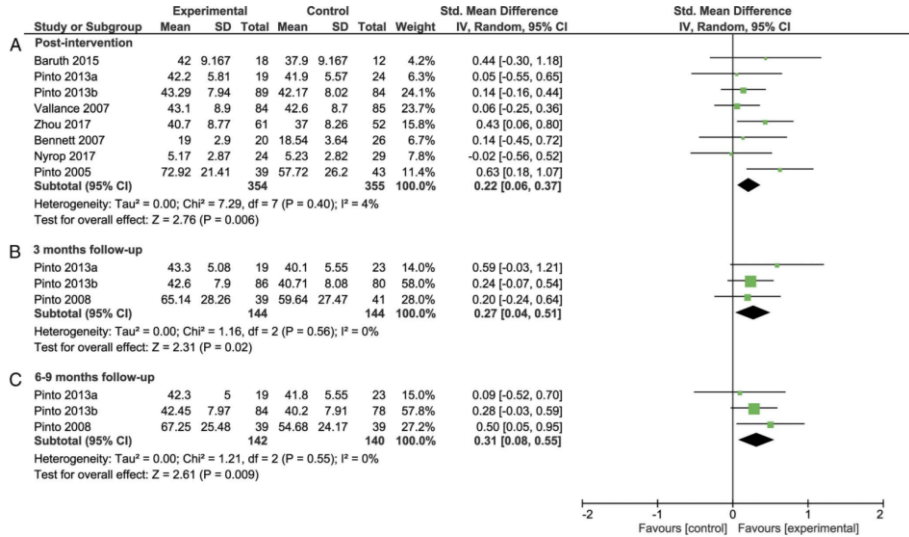 Experimental Control Std. Mean Difference Std. Mean Difference
Study or Subgroup Mean SD Total Mean SD Total Weight IV, Random, 95% CI IV, Random, 95% CI
A Post-intervention
Baruth 2015 42 9.167 18 37.9 9.167 12 4.2% 0.44 [-0.30, 1.18]
Pinto 2013a 42.2 5.81 19 41.9 5.57 24 6.3% 0.05 [-0.55, 0.65]
Pinto 2013b 43.29 7.94 89 42.17 8.02 84 24.1% 0.14 [-0.16, 0.44]
Vallance 2007 43.1 8.9 84 42.6 8.7 85 23.7% 0.06 [-0.25, 0.36]
Zhou 2017 40.7 8.77 61 37 8.26 52 15.8% 0.43 [0.06, 0.80]
Bennett 2007 19 2.9 20 18.54 3.64 26 6.7% 0.14 [-0.45, 0.72]
Nyrop 2017 5.17 2.87 24 5.23 2.82 29 7.8% -0.02 [-0.56, 0.52]
Pinto 2005 72.92 21.41 39 57.72 26.2 43 11.4% 0.63 [0.18, 1.07]
Subtotal (95% CI) 354 355 100.0% 0.22 [0.06, 0.37]
Heterogeneity: Tau² = 0.00; Chi² = 7.29, df = 7 (P = 0.40); I² = 4%
Test for overall effect: Z = 2.76 (P = 0.006)
B 3 months follow-up
Pinto 2013a 43.3 5.08 19 40.1 5.55 23 14.0% 0.59 [-0.03, 1.21]
Pinto 2013b 42.6 7.9 86 40.71 8.08 80 58.0% 0.24 [-0.07, 0.54]
Pinto 2008 65.14 28.26 39 59.64 27.47 41 28.0% 0.20 [-0.24, 0.64]
Subtotal (95% CI) 144 144 100.0% 0.27 [0.04, 0.51]
Heterogeneity: Tau² = 0.00; Chi² = 1.16, df = 2 (P = 0.56); I² = 0%
Test for overall effect: Z = 2.31 (P = 0.02)
C 6-9 months follow-up
Pinto 2013a 42.3 5 19 41.8 5.55 23 15.0% 0.09 [-0.52, 0.70]
Pinto 2013b 42.45 7.97 84 40.2 7.91 78 57.8% 0.28 [-0.03, 0.59]
Pinto 2008 67.25 25.48 39 54.68 24.17 39 27.2% 0.50 [0.05, 0.95]
Subtotal (95% CI) 142 140 100.0% 0.31 [0.08, 0.55]
Heterogeneity: Tau² = 0.00; Chi² = 1.21, df = 2 (P = 0.55); I² = 0%
Test for overall effect: Z = 2.61 (P = 0.009)
-2 -1 0 1 2
Favours [control] Favours [experimental]